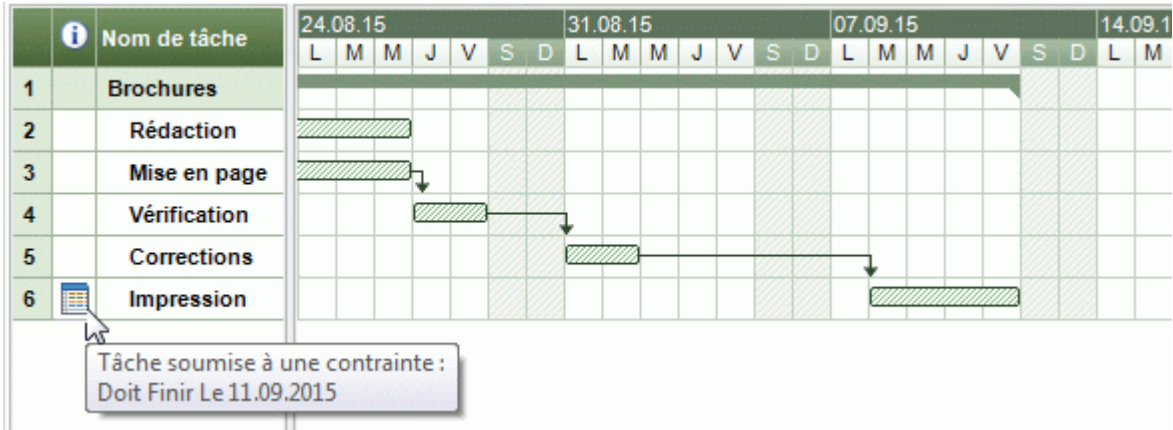 24.08.15 31.08.15 07.09.15 14.09.1
i Nom de tâche L M M J V S D L M M J V S D L M M J V S D L M
1 Brochures
2 Rédaction
3 Mise en page
4 Vérification
5 Corrections
6 Impression
Tâche soumise à une contrainte :
Doit Finir Le 11.09.2015